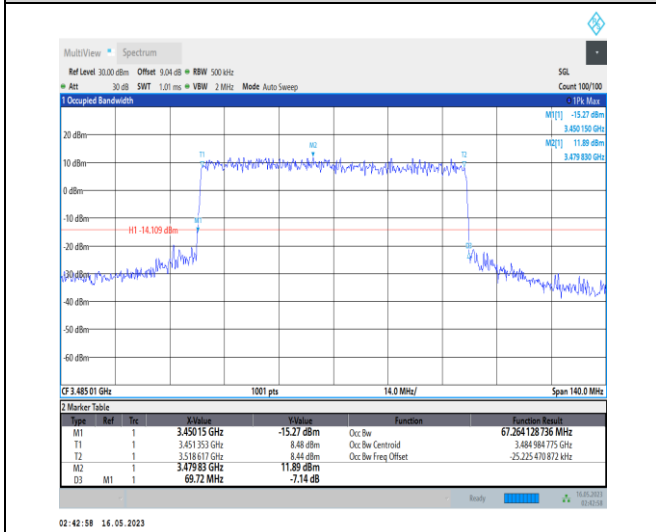 MultiView Spectrum
Ref Level 30.00 dBm Offset 9.04 dB RBW 500 kHz SGL
Att 30 dB SWT 1.01 ms VBW 2 MHz Mode Auto Sweep Count 100/100
1 Occupied Bandwidth 1Pk Max
M1[1] -15.27 dBm
3.450 150 GHz
M2[1] 11.89 dBm
3.479 830 GHz
20 dBm
M2
T1
10 dBm
0 dBm
-10 dBm
M1
H1 -14.109 dBm
-20 dBm
-30 dBm
-40 dBm
-50 dBm
-60 dBm
CF 3.485 01 GHz 1001 pts 14.0 MHz/ Span 140.0 MHz
2 Marker Table
Type Ref Trc X-Value Y-Value Function Function Result
M1 1 3.450 15 GHz -15.27 dBm Occ Bw 67.264 128 736 MHz
T1 1 3.451 353 GHz 8.48 dBm Occ Bw Centroid 3.484 984 775 GHz
T2 1 3.518 617 GHz 8.44 dBm Occ Bw Freq Offset -25.225 470 872 kHz
M2 1 3.479 83 GHz 11.89 dBm
D3 M1 1 69.72 MHz -7.14 dB
Ready 16.05.2023
02:42:58
02:42:58 16.05.2023